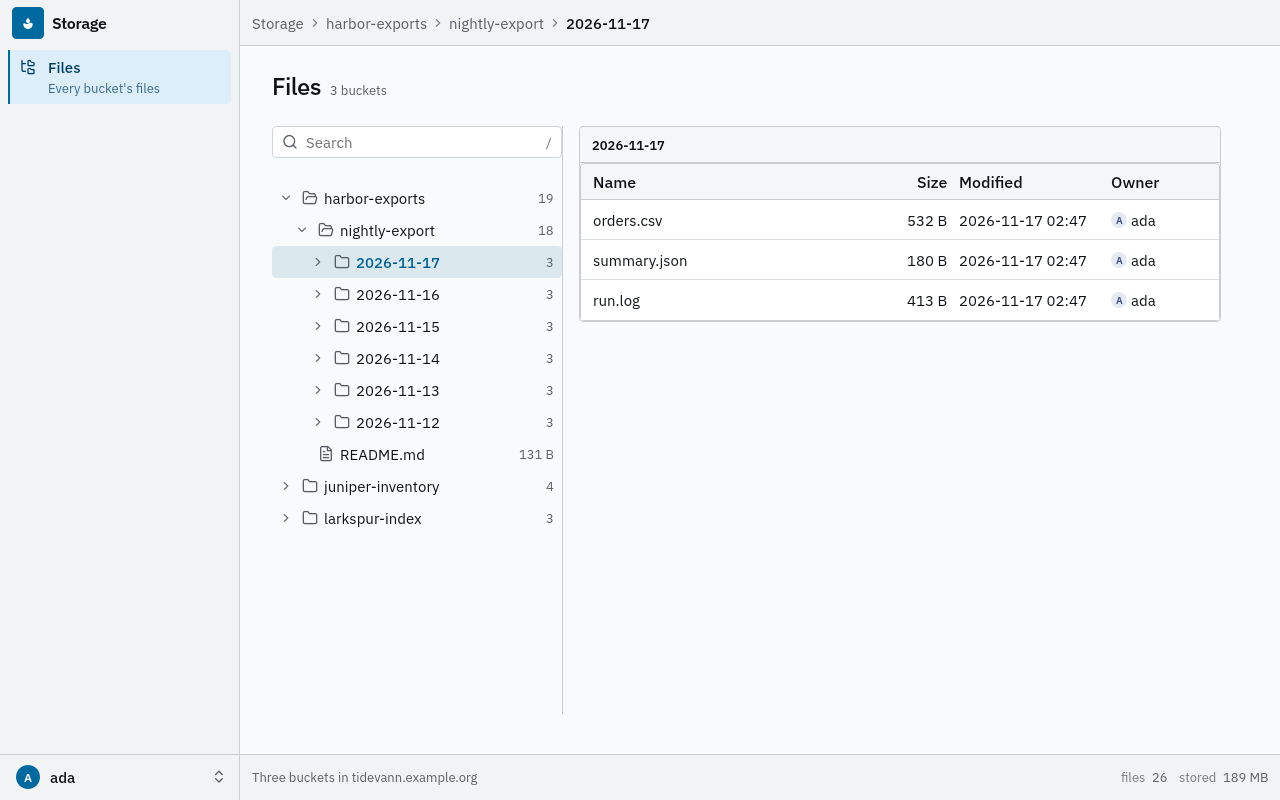 Storage
Files
Every bucket's files
A ada
Storage harbor-exports nightly-export 2026-11-17
Files 3 buckets
Search /
harbor-exports 19
nightly-export 18
2026-11-17 3
2026-11-16 3
2026-11-15 3
2026-11-14 3
2026-11-13 3
2026-11-12 3
README.md 131 B
juniper-inventory 4
larkspur-index 3
2026-11-17
Name Size Modified Owner
orders.csv 532 B 2026-11-17 02:47 A ada
summary.json 180 B 2026-11-17 02:47 A ada
run.log 413 B 2026-11-17 02:47 A ada
Three buckets in tidevann.example.org files 26 stored 189 MB